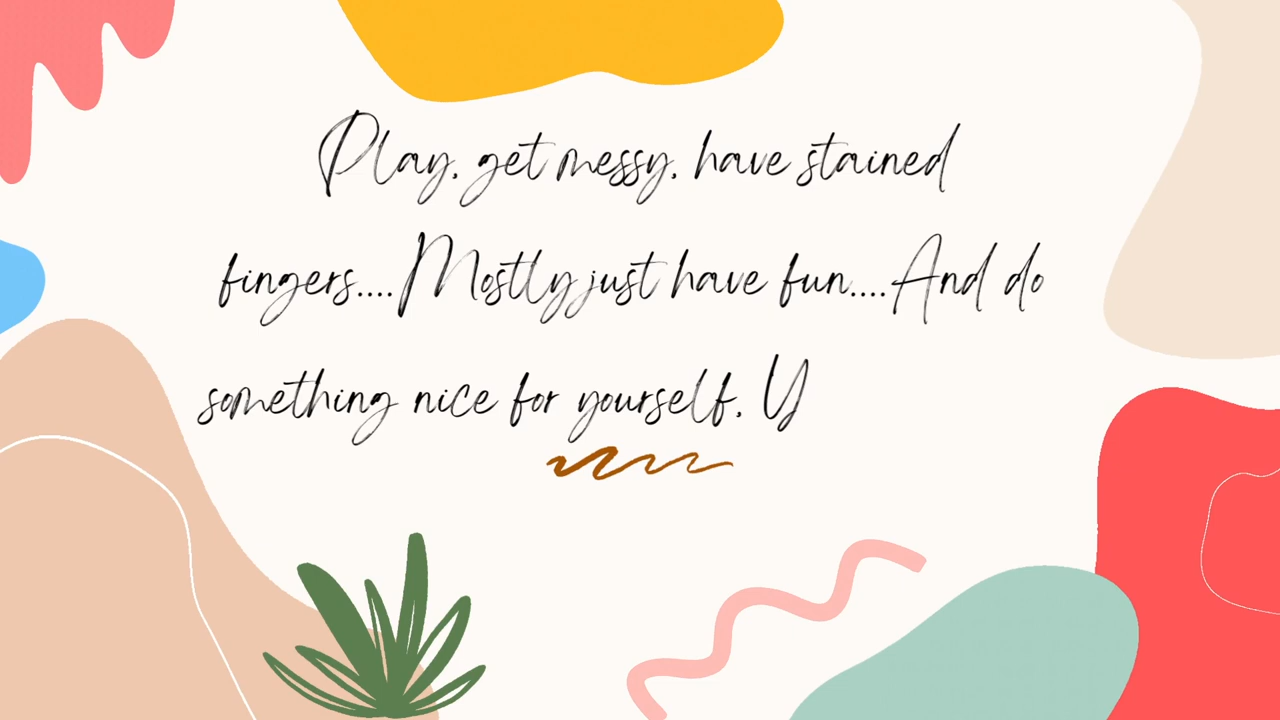 Play, get messy, have stained
fingers....Mostly just have fun....And do
something nice for yourself. Y